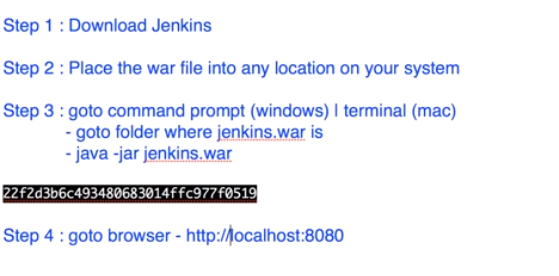 Step 1 : Download Jenkins
Step 2 : Place the war file into any location on your system
Step 3 : goto command prompt (windows) | terminal (mac)
- goto folder where jenkins.war is
- java -jar jenkins.war
22f2d3b6c493480683014ffc977f0519
Step 4 : goto browser - http://localhost:8080